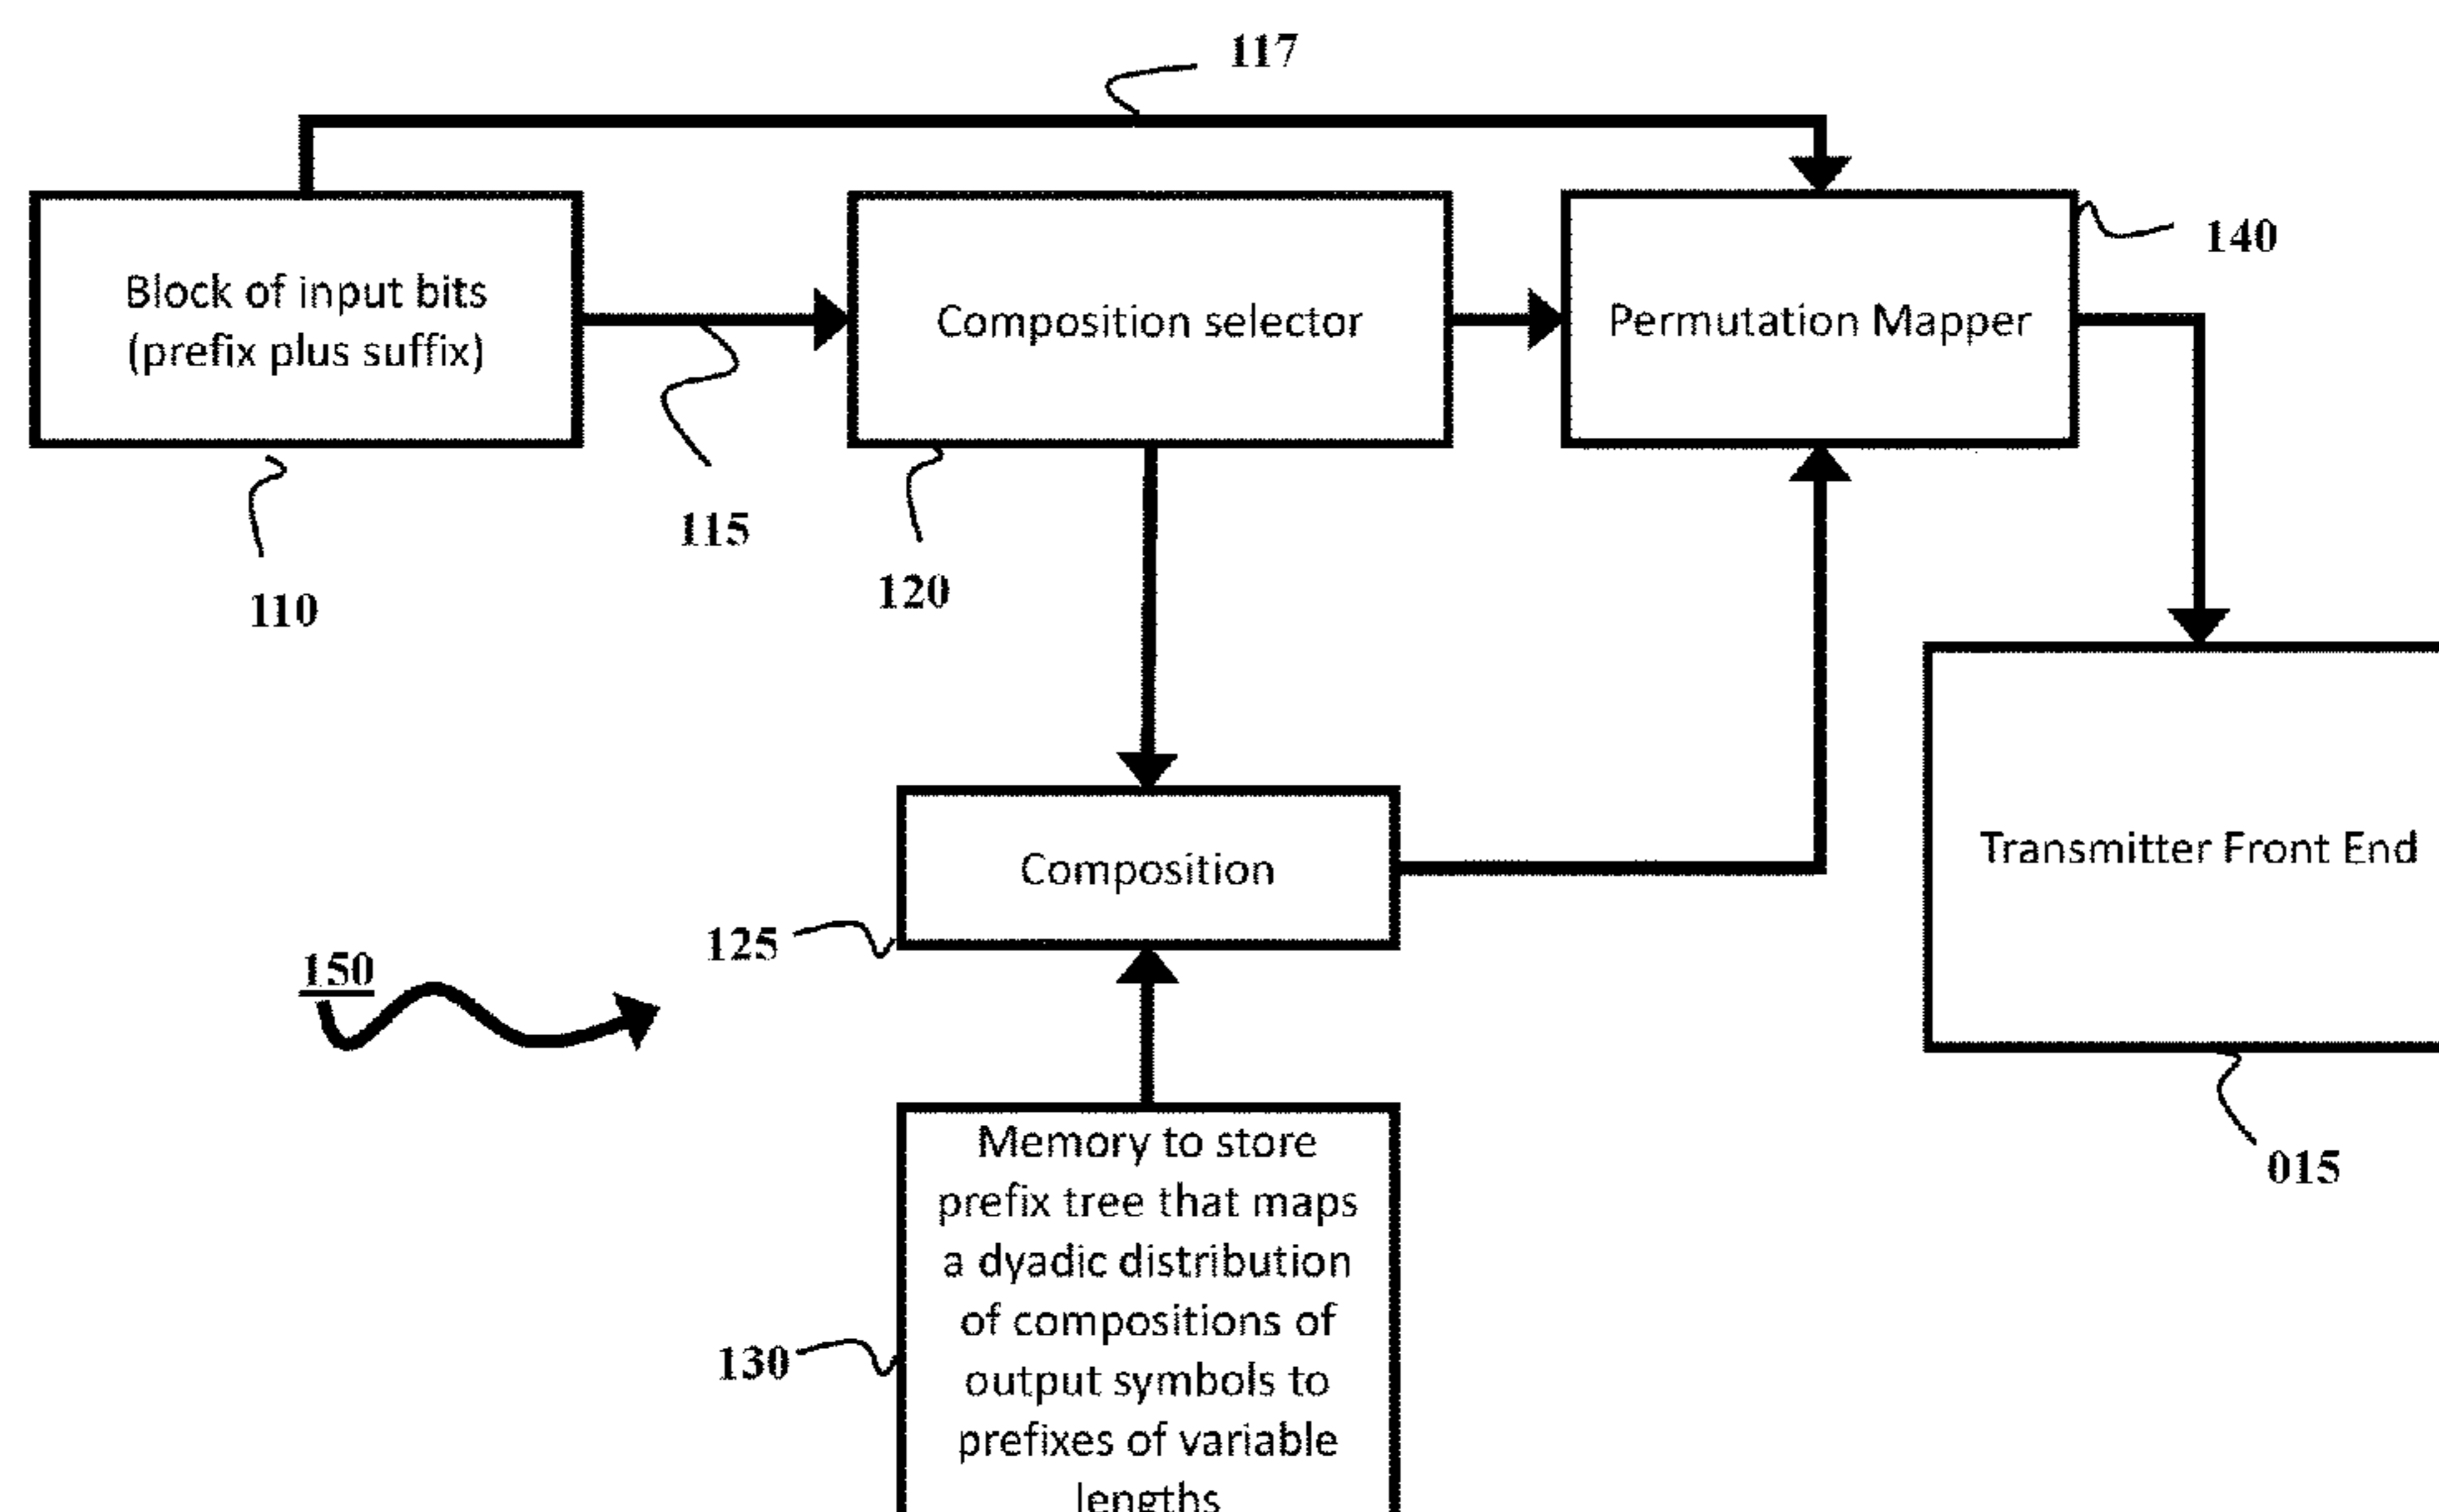 117
Block of input bits
(prefix plus suffix)
Composition selector
Permutation Mapper
140
115
110
120
Composition
Transmitter Front End
125
150
Memory to store
prefix tree that maps
a dyadic distribution
of compositions of
output symbols to
prefixes of variable
lengths
130
015